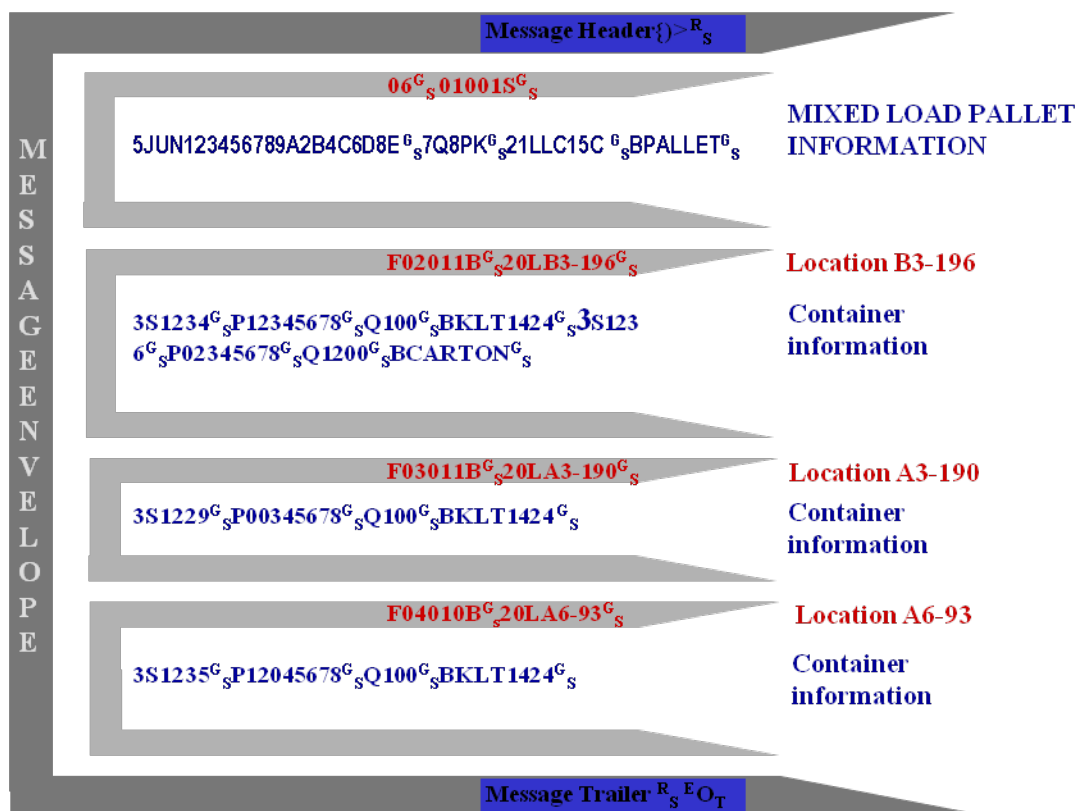 Message Header{)>ᴿS
06ᴳS01001SᴳS
5JUN123456789A2B4C6D8EᴳS7Q8PKᴳS21LLC15C ᴳSBPALLETᴳS
MIXED LOAD PALLET
INFORMATION
F02011BᴳS20LB3-196ᴳS
Location B3-196
3S1234ᴳSP12345678ᴳSQ100ᴳSBKLT1424ᴳS3S123
6ᴳSP02345678ᴳSQ1200ᴳSBCARTONᴳS
Container
information
F03011BᴳS20LA3-190ᴳS
Location A3-190
3S1229ᴳSP00345678ᴳSQ100ᴳSBKLT1424ᴳS
Container
information
F04010BᴳS20LA6-93ᴳS
Location A6-93
3S1235ᴳSP12045678ᴳSQ100ᴳSBKLT1424ᴳS
Container
information
Message Trailer ᴿS ᴱOT
MESSAGEENVELOPE